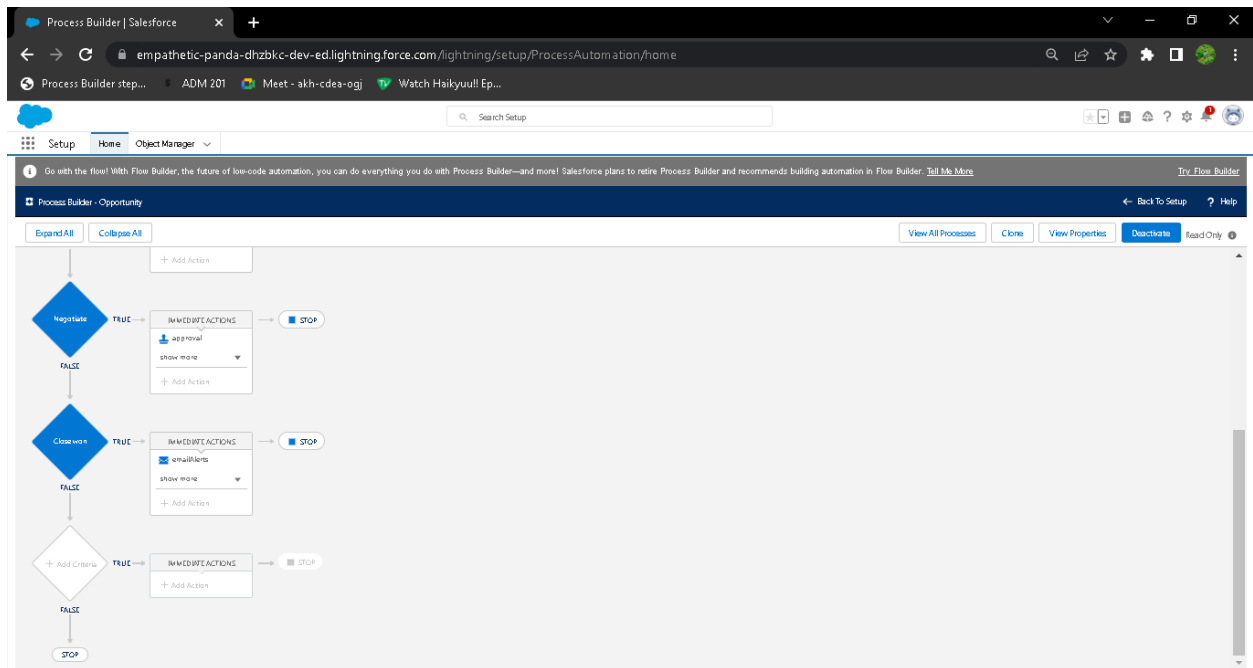 Process Builder | Salesforce
empathetic-panda-dhzbkc-dev-ed.lightning.force.com/lightning/setup/ProcessAutomation/home
Process Builder step... ADM 201 Meet - akh-cdea-ogj Watch Haikyuu!! Ep...
Search Setup
Setup Home Object Manager
Go with the flow! With Flow Builder, the future of low-code automation, you can do everything you do with Process Builder—and more! Salesforce plans to retire Process Builder and recommends building automation in Flow Builder. Tell Me More Try Flow Builder
Process Builder - Opportunity Back To Setup ? Help
Expand All Collapse All View All Processes Clone View Properties Deactivate Read Only
+ Add Action
Negotiate TRUE IMMEDIATE ACTIONS STOP
approval
show more
FALSE
+ Add Action
Close won TRUE IMMEDIATE ACTIONS STOP
emailAlerts
show more
FALSE
+ Add Action
+ Add Criteria TRUE IMMEDIATE ACTIONS STOP
+ Add Action
FALSE
STOP